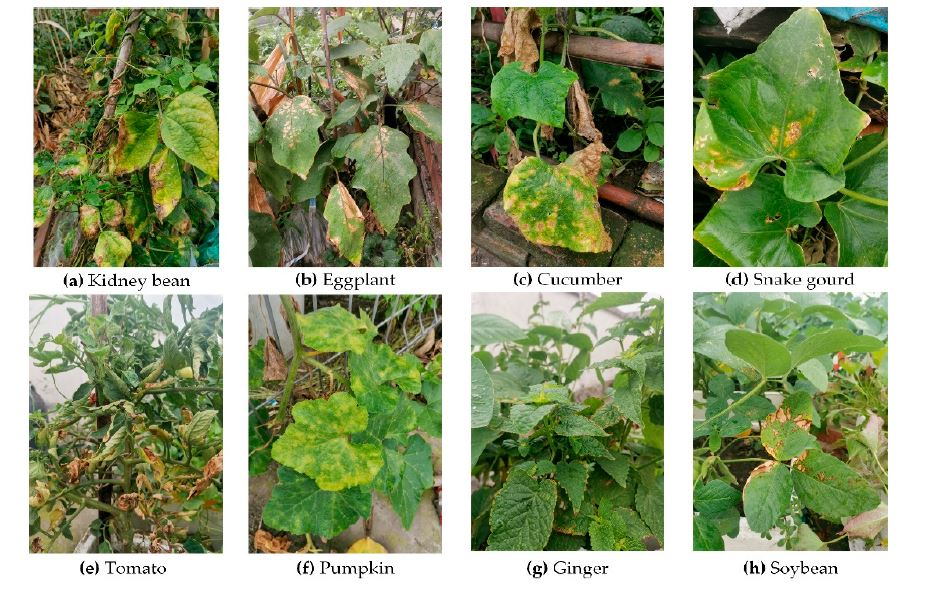 (a) Kidney bean
(b) Eggplant
(c) Cucumber
(d) Snake gourd
(e) Tomato
(f) Pumpkin
(g) Ginger
(h) Soybean